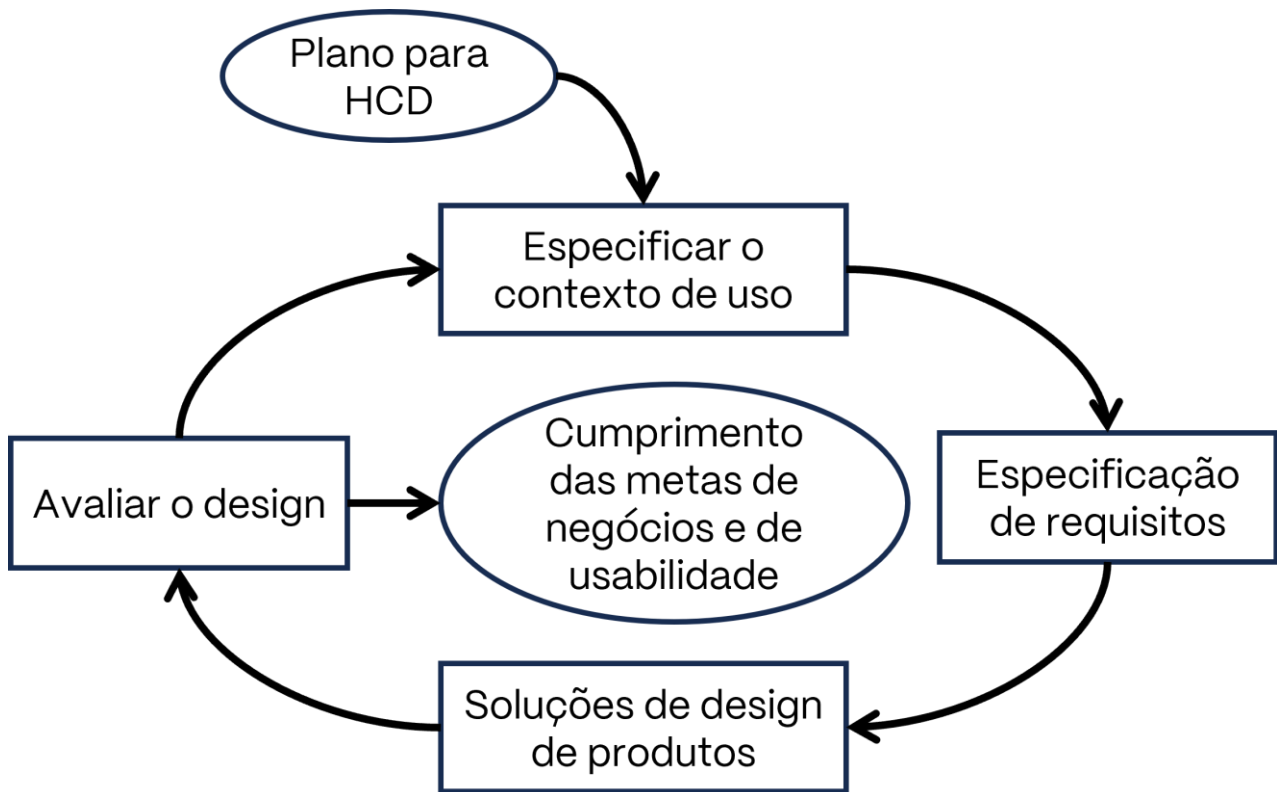 Plano para
HCD
Especificar o
contexto de uso
Cumprimento
das metas de
negócios e de
usabilidade
Avaliar o design
Especificação
de requisitos
Soluções de design
de produtos